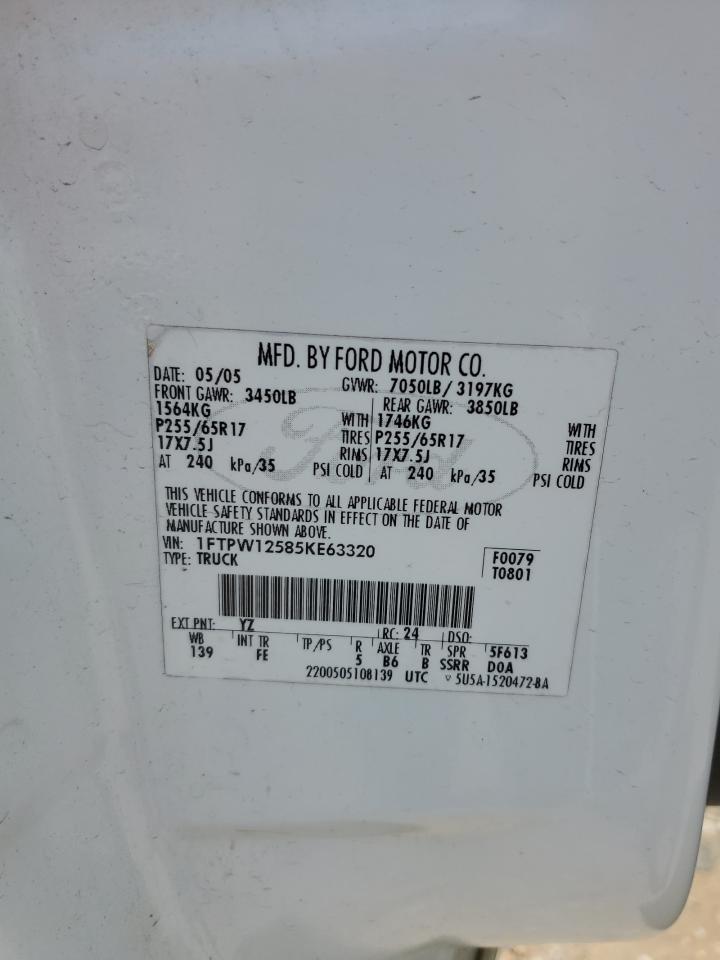 MFD. BY FORD MOTOR CO.
DATE: 05/05 GVWR: 7050LB / 3197KG
FRONT GAWR: 3450LB REAR GAWR: 3850LB
1564KG WITH 1746KG WITH
P255/65R17 TIRES P255/65R17 TIRES
17X7.5J RIMS 17X7.5J RIMS
AT 240 kPa/35 PSI COLD AT 240 kPa/35 PSI COLD
THIS VEHICLE CONFORMS TO ALL APPLICABLE FEDERAL MOTOR
VEHICLE SAFETY STANDARDS IN EFFECT ON THE DATE OF
MANUFACTURE SHOWN ABOVE.
VIN: 1FTPW12585KE63320 F0079
TYPE: TRUCK T0801
EXT PNT: YZ RC: 24 DSO:
WB INT TR TP/PS R AXLE TR SPR 5F613
139 FE 5 B6 B SSRR DOA
2200505108139 UTC 5U5A-1520472-BA
Ford